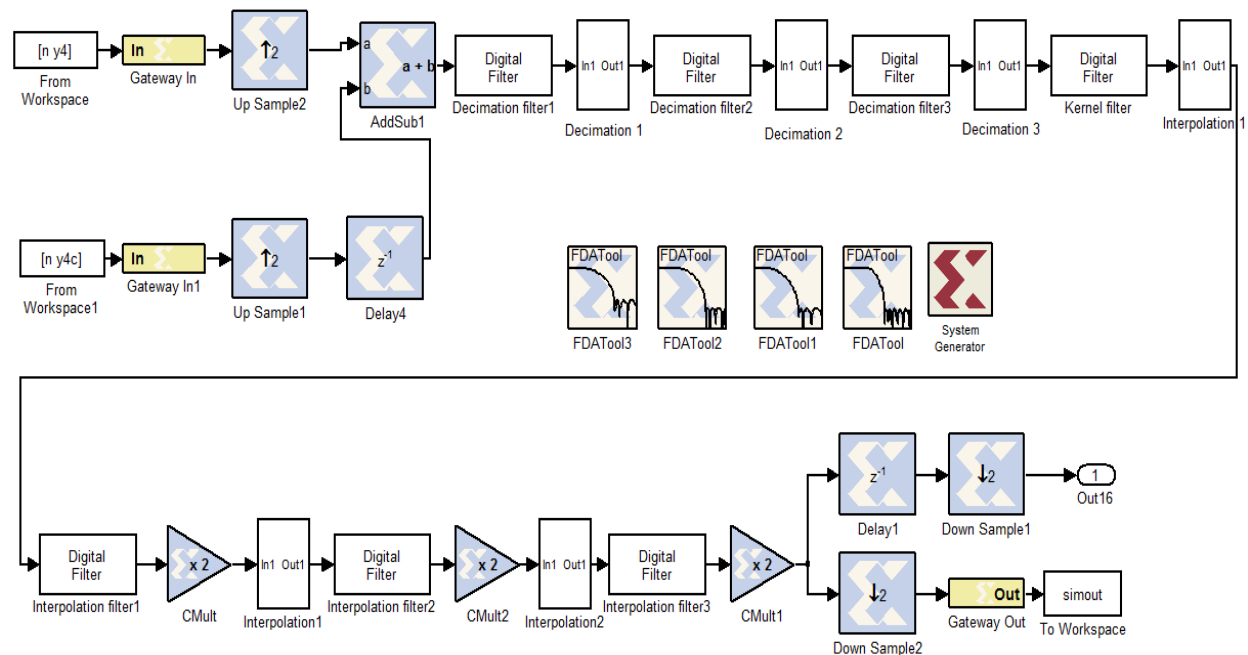 [n y4]
From
Workspace
In
Gateway In
↑2
Up Sample2
a
b
a + b
AddSub1
Digital
Filter
Decimation filter1
In1 Out1
Decimation 1
Digital
Filter
Decimation filter2
In1 Out1
Decimation 2
Digital
Filter
Decimation filter3
In1 Out1
Decimation 3
Digital
Filter
Kernel filter
In1 Out1
Interpolation 1
[n y4c]
From
Workspace1
In
Gateway In1
↑2
Up Sample1
z-1
Delay4
FDATool
FDATool3
FDATool
FDATool2
FDATool
FDATool1
FDATool
FDATool
System
Generator
Digital
Filter
Interpolation filter1
x 2
CMult
In1 Out1
Interpolation1
Digital
Filter
Interpolation filter2
x 2
CMult2
In1 Out1
Interpolation2
Digital
Filter
Interpolation filter3
x 2
CMult1
z-1
Delay1
↓2
Down Sample1
1
Out16
↓2
Down Sample2
Out
Gateway Out
simout
To Workspace